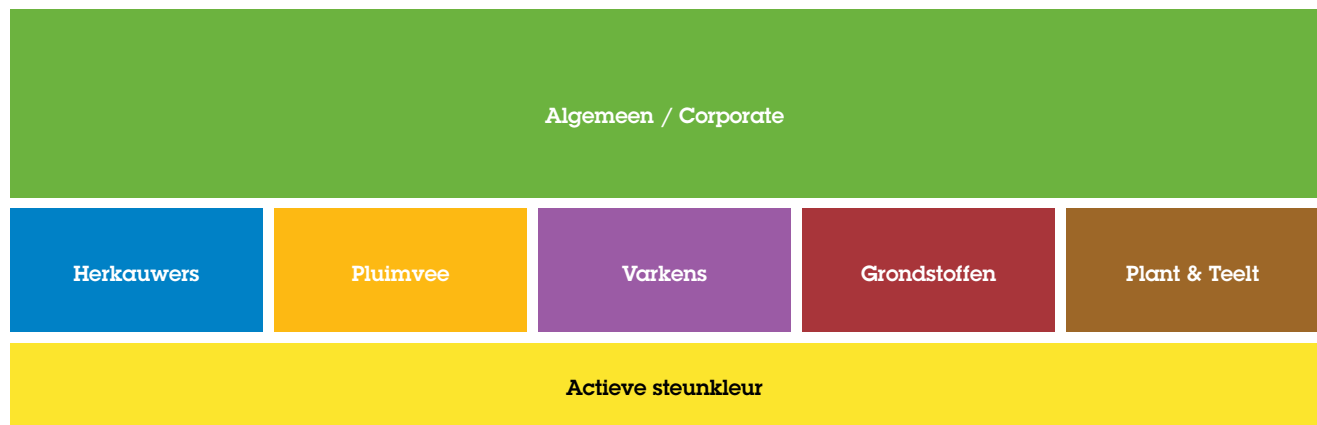 Algemeen / Corporate
Herkauwers
Pluimvee
Varkens
Grondstoffen
Plant & Teelt
Actieve steunkleur